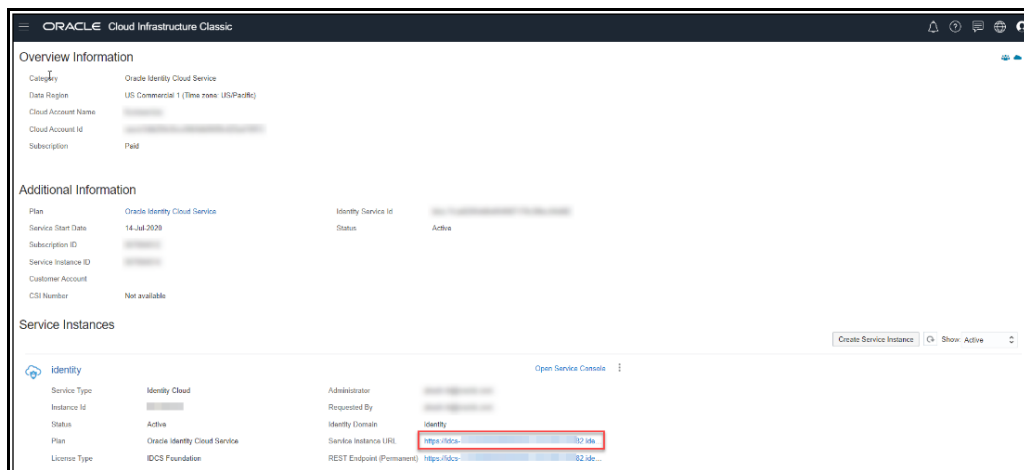 ORACLE Cloud Infrastructure Classic
Overview Information
Category Oracle Identity Cloud Service
Data Region US Commercial 1 (Time zone: US/Pacific)
Cloud Account Name
Cloud Account Id
Subscription Paid
Additional Information
Plan Oracle Identity Cloud Service Identity Service Id
Service Start Date 14-Jul-2020 Status Active
Subscription ID
Service Instance ID
Customer Account
CSI Number Not available
Service Instances
Create Service Instance Show Active
identity Open Service Console
Service Type Identity Cloud Administrator
Instance Id Requested By
Status Active Identity Domain Identity
Plan Oracle Identity Cloud Service Service Instance URL https://idcs- 82.ide...
License Type IDCS Foundation REST Endpoint (Permanent) https://idcs- 82.ide...